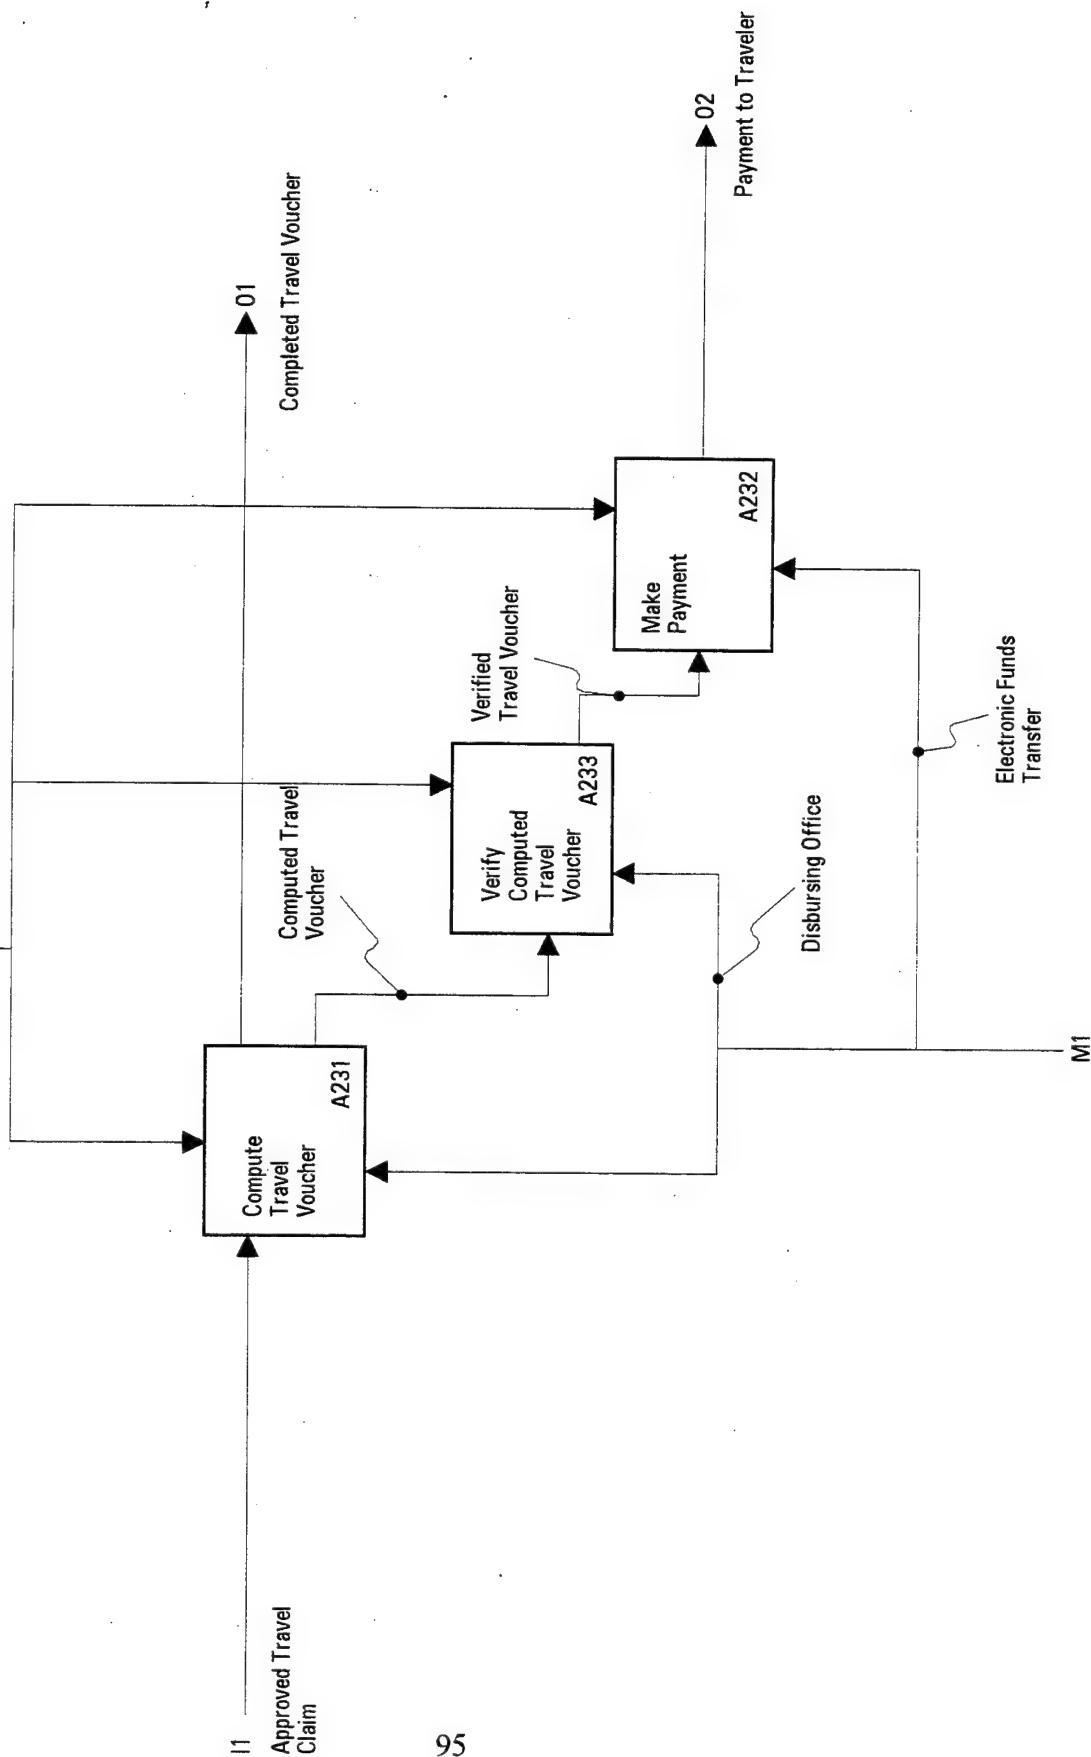 I1
Approved Travel
Claim
Compute
Travel
Voucher
A231
Computed Travel
Voucher
O1
Completed Travel Voucher
Verify
Computed
Travel
Voucher
A233
Verified
Travel Voucher
Make
Payment
A232
O2
Payment to Traveler
Disbursing Office
Electronic Funds
Transfer
M1
95